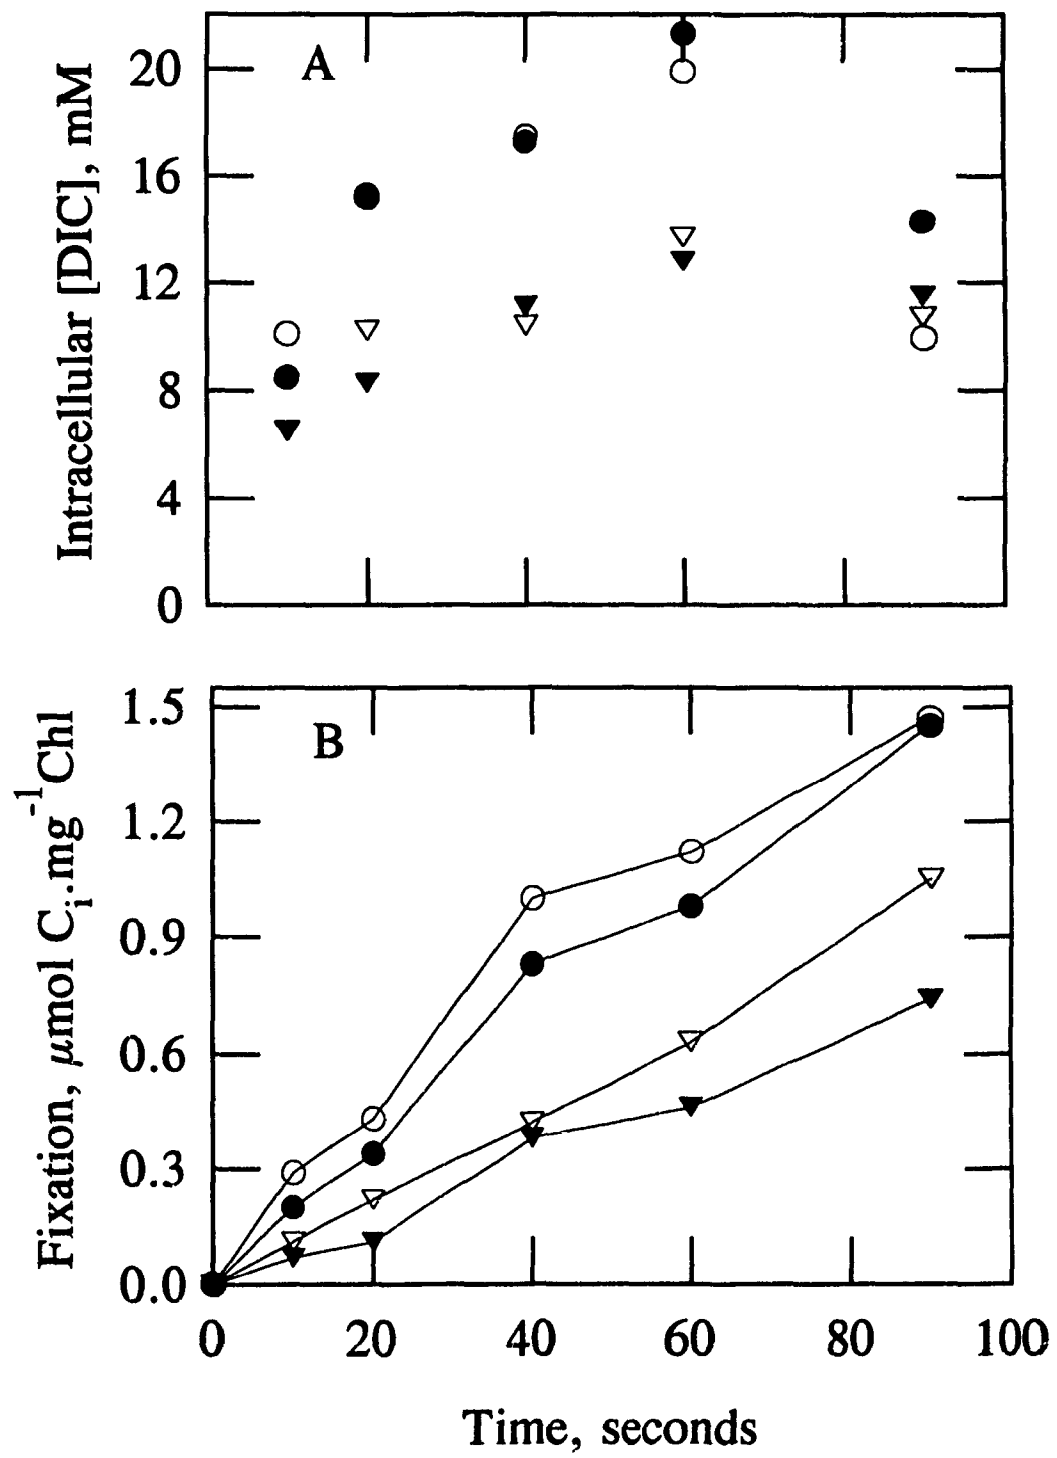 A
20
16
12
8
4
0
Intracellular [DIC], mM
B
1.5
1.2
0.9
0.6
0.3
0.0
Fixation, μmol Ci.mg⁻¹Chl
0 20 40 60 80 100
Time, seconds